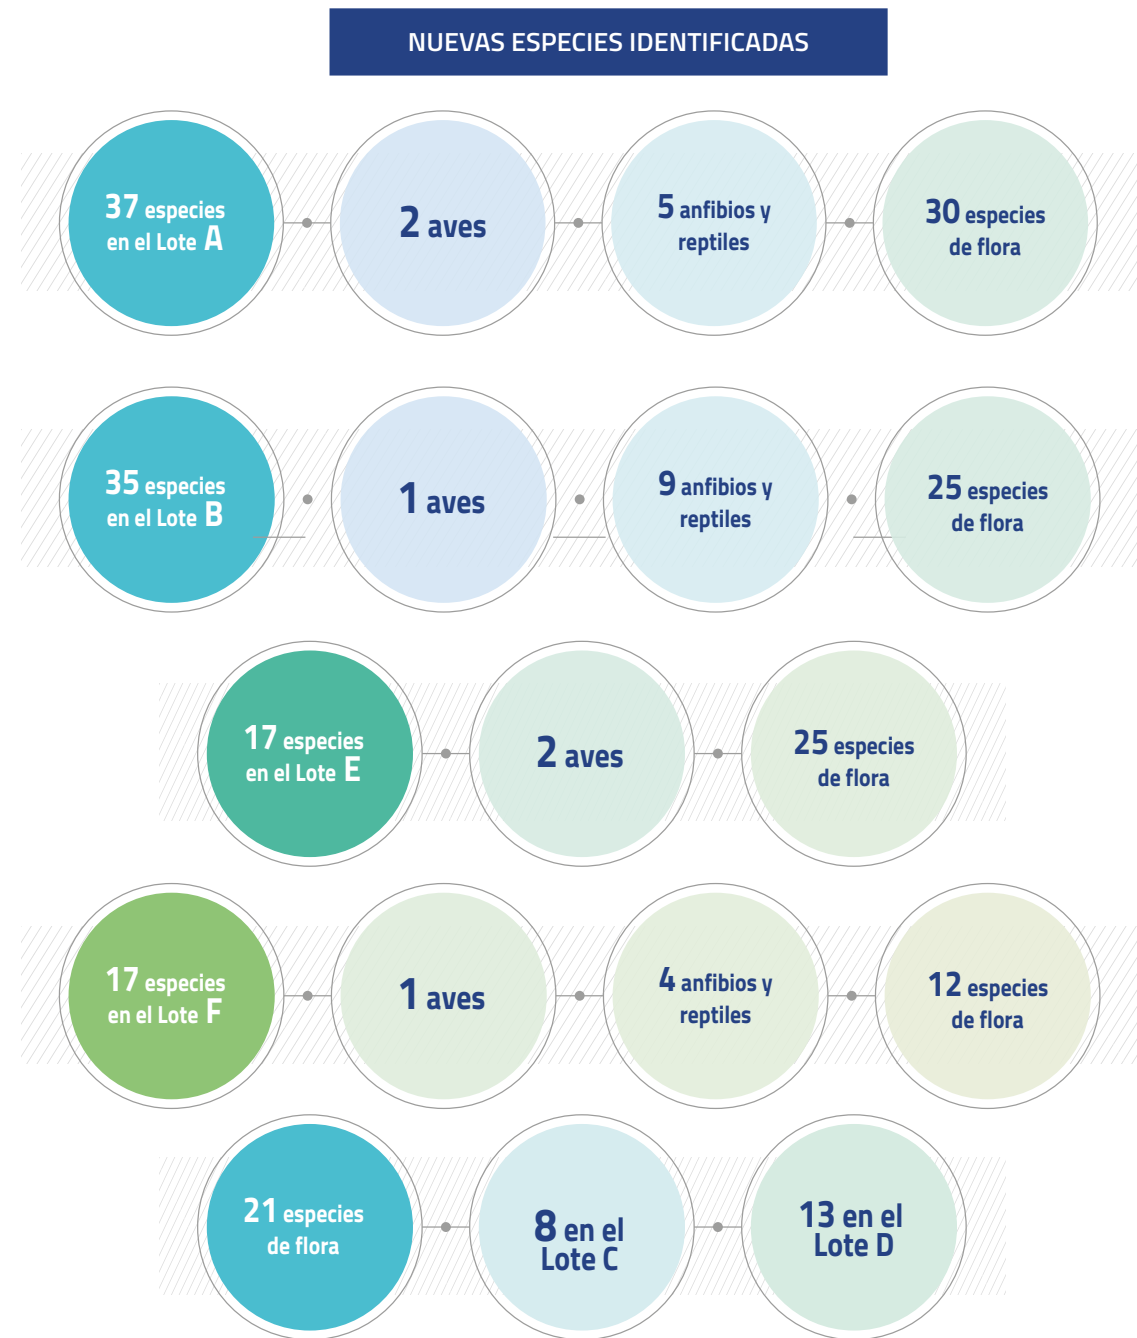 NUEVAS ESPECIES IDENTIFICADAS
37 especies
en el Lote A
2 aves
5 anfibios y
reptiles
30 especies
de flora
35 especies
en el Lote B
1 aves
9 anfibios y
reptiles
25 especies
de flora
17 especies
en el Lote E
2 aves
25 especies
de flora
17 especies
en el Lote F
1 aves
4 anfibios y
reptiles
12 especies
de flora
21 especies
de flora
8 en el
Lote C
13 en el
Lote D